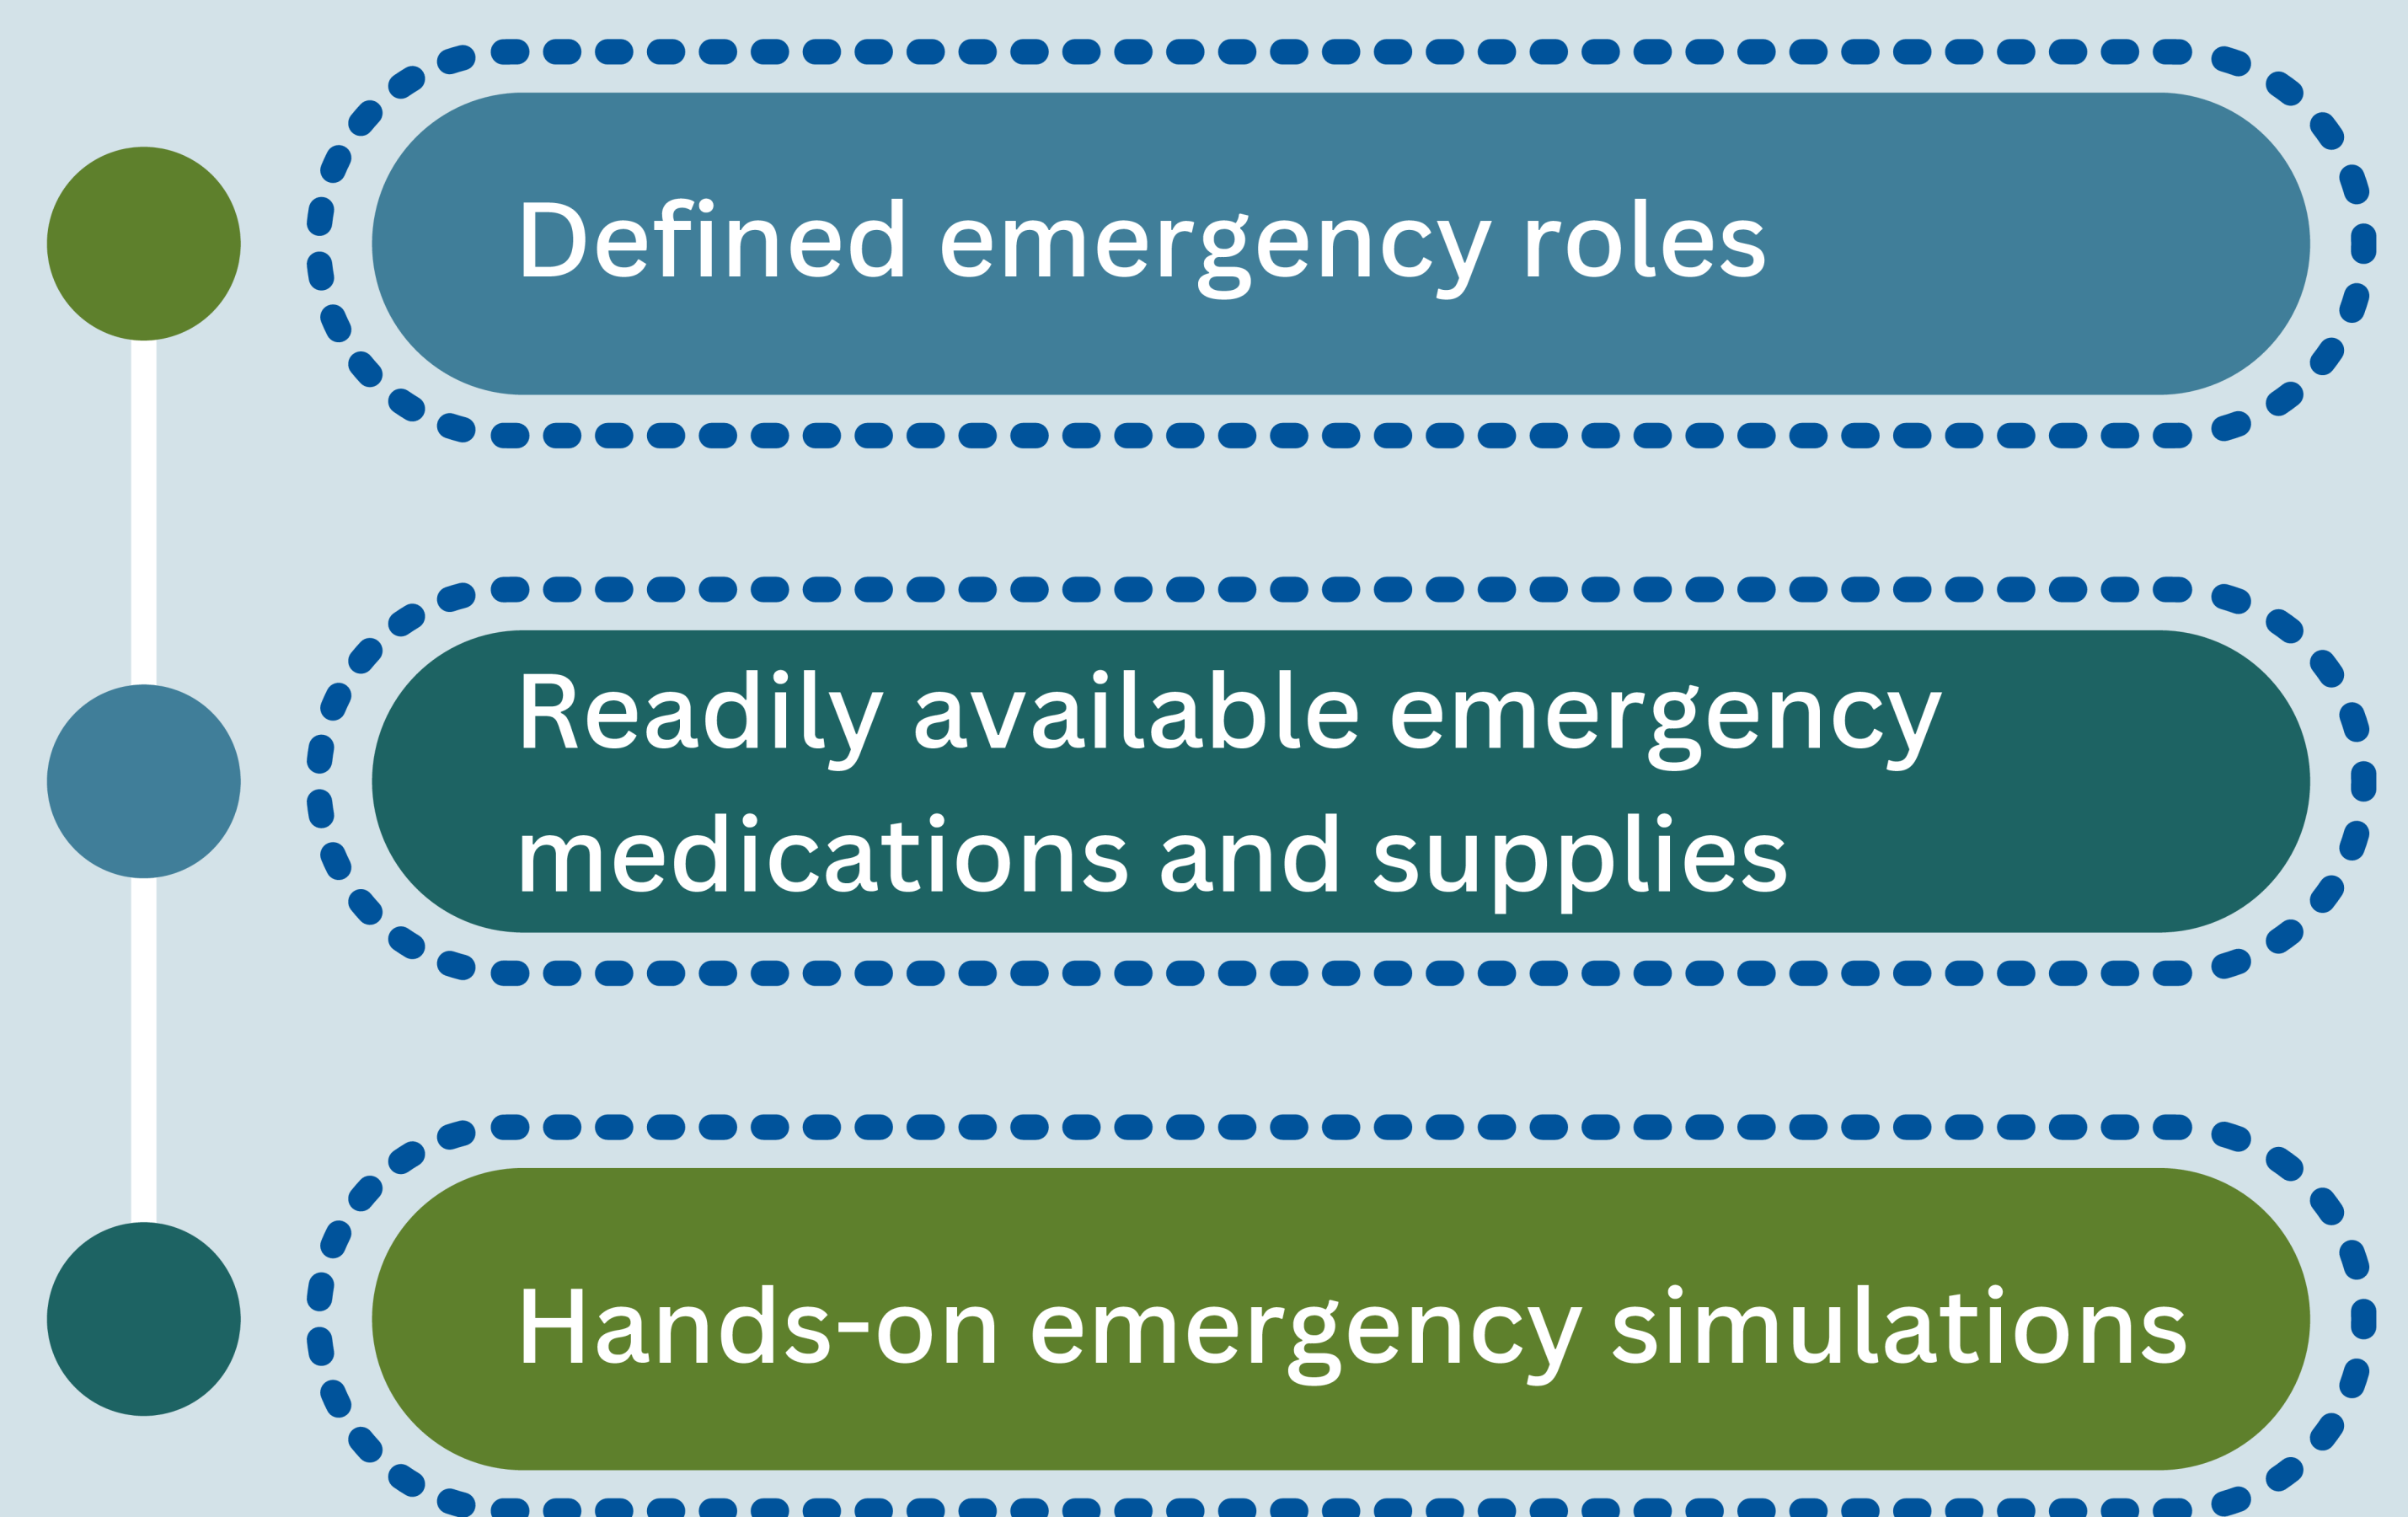 Defined emergency roles
Readily available emergency
medications and supplies
Hands-on emergency simulations